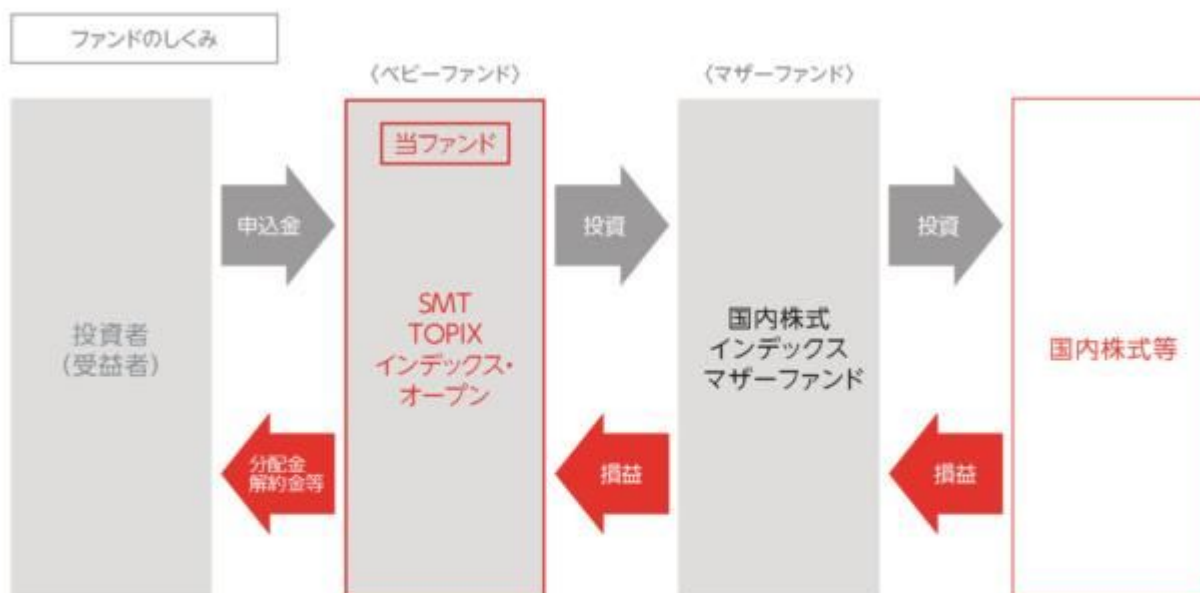 ファンドのしくみ
〈ベビーファンド〉
〈マザーファンド〉
当ファンド
申込金
投資
投資
投資者
(受益者)
SMT
TOPIX
インデックス・
オープン
国内株式
インデックス
マザーファンド
国内株式等
分配金
解約金等
損益
損益